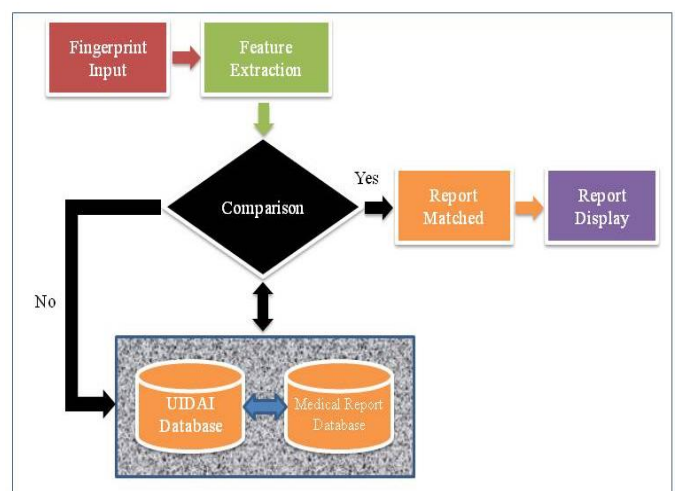 Fingerprint
Input
Feature
Extraction
Comparison
Yes
Report
Matched
Report
Display
No
UIDAI
Database
Medical Report
Database